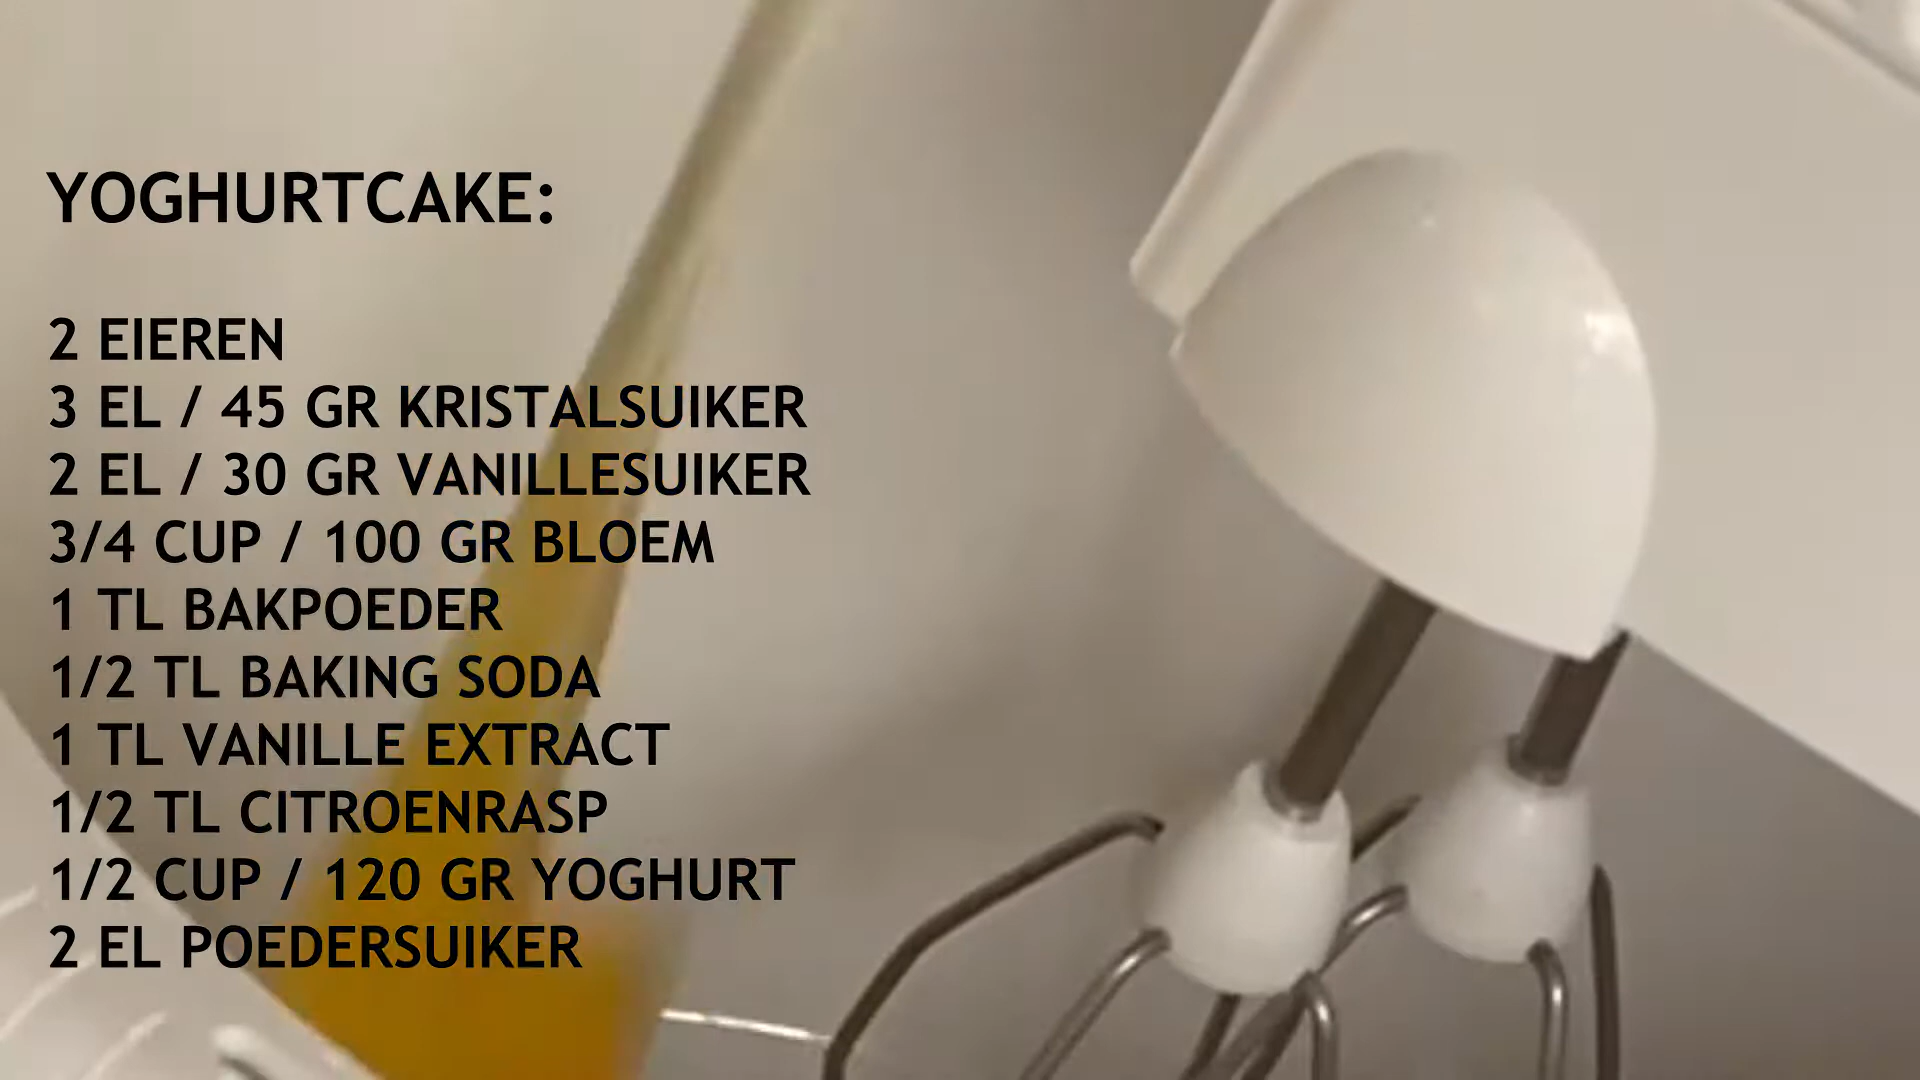 YOGHURTCAKE:
2 EIEREN
3 EL / 45 GR KRISTALSUIKER
2 EL / 30 GR VANILLESUIKER
3/4 CUP / 100 GR BLOEM
1 TL BAKPOEDER
1/2 TL BAKING SODA
1 TL VANILLE EXTRACT
1/2 TL CITROENRASP
1/2 CUP / 120 GR YOGHURT
2 EL POEDERSUIKER